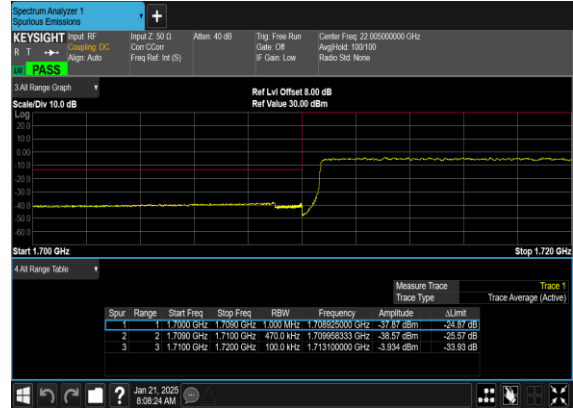 Spectrum Analyzer 1
Spurious Emissions
KEYSIGHT Input: RF Input Z: 50 Ω Atten: 40 dB Trig: Free Run Center Freq: 22.005000000 GHz
R T Coupling: DC Corr CCorr Gate: Off Avg|Hold: 100/100
Align: Auto Freq Ref: Int (S) IF Gain: Low Radio Std: None
PASS
3 All Range Graph
Ref Lvl Offset 8.00 dB
Scale/Div 10.0 dB Ref Value 30.00 dBm
Log
20.0
10.0
0.00
-10.0
-20.0
-30.0
-40.0
-50.0
-60.0
Start 1.700 GHz Stop 1.720 GHz
4 All Range Table
Measure Trace Trace 1
Trace Type Trace Average (Active)
Spur Range Start Freq Stop Freq RBW Frequency Amplitude ΔLimit
1 1 1.7000 GHz 1.7090 GHz 1.000 MHz 1.708925000 GHz -37.87 dBm -24.87 dB
2 2 1.7090 GHz 1.7100 GHz 470.0 kHz 1.709958333 GHz -38.57 dBm -25.57 dB
3 3 1.7100 GHz 1.7200 GHz 100.0 kHz 1.713100000 GHz -3.934 dBm -33.93 dB
? Jan 21, 2025
8:08:24 AM